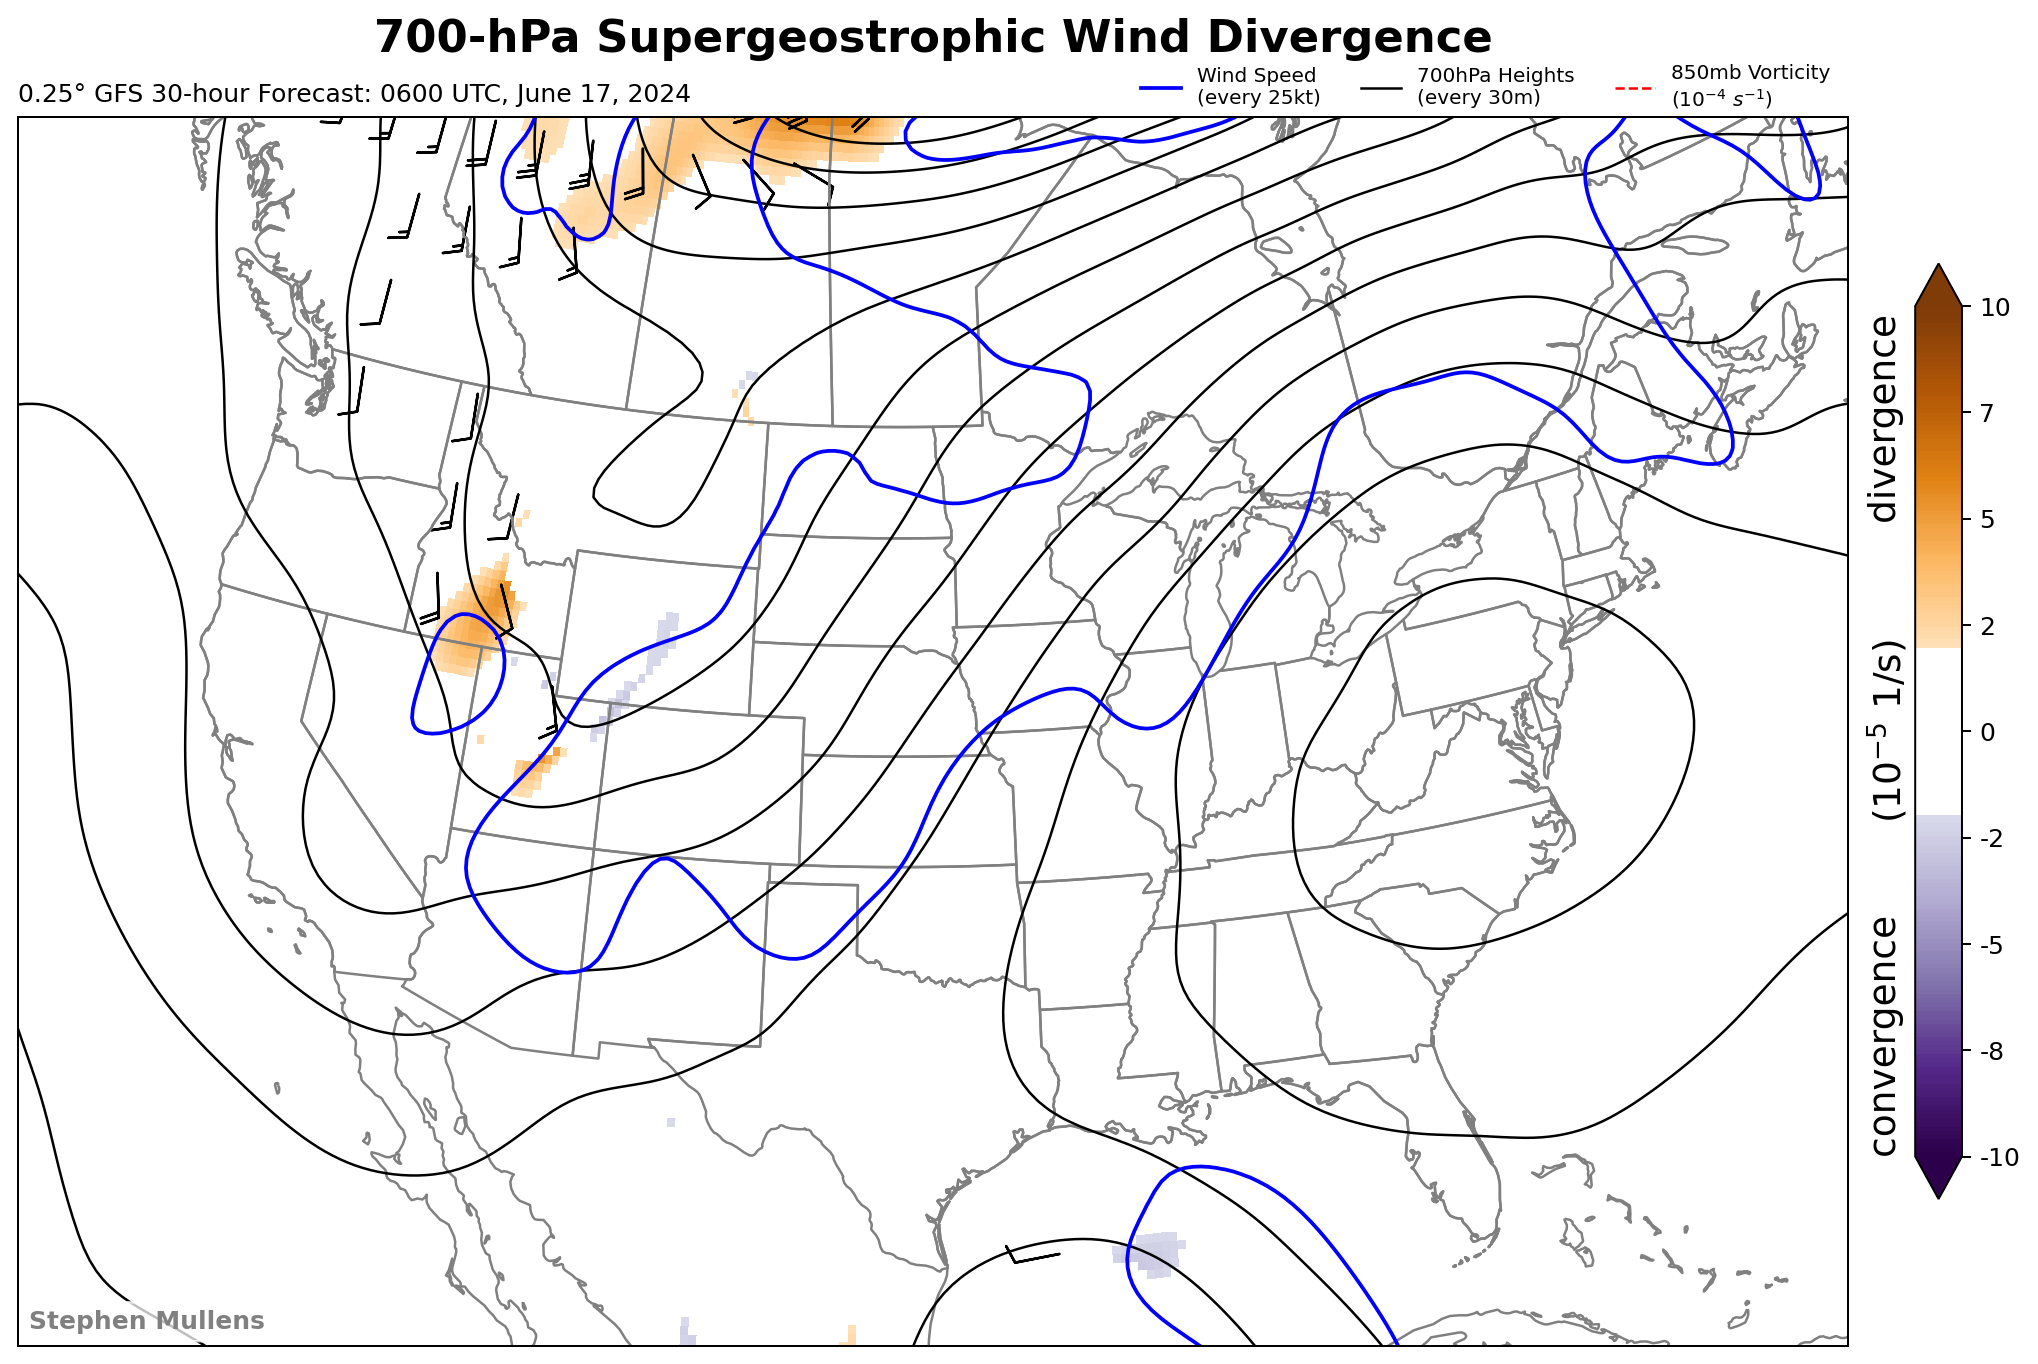 700-hPa Supergeostrophic Wind Divergence
0.25° GFS 30-hour Forecast: 0600 UTC, June 17, 2024
Wind Speed
(every 25kt)
700hPa Heights
(every 30m)
850mb Vorticity
(10⁻⁴ s⁻¹)
10
7
5
2
0
-2
-5
-8
-10
convergence (10⁻⁵ 1/s) divergence
Stephen Mullens